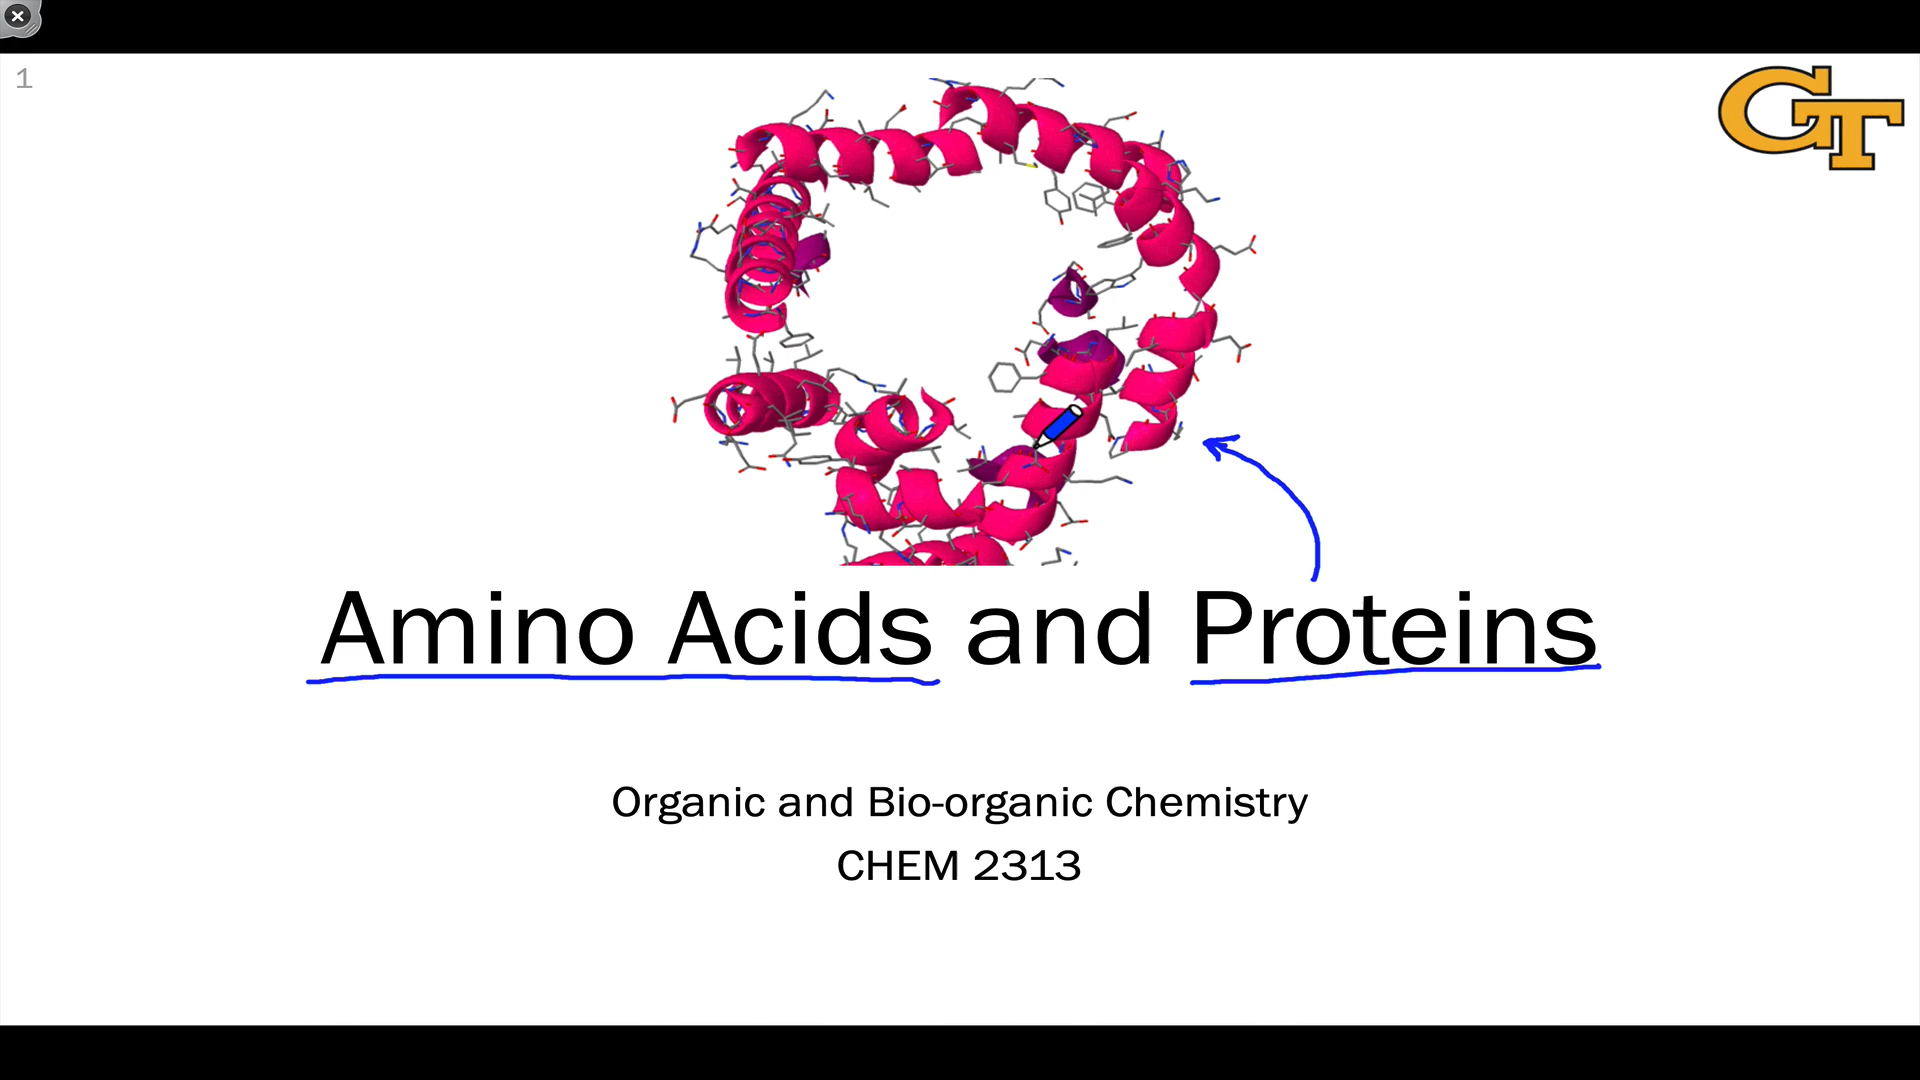 1
GT
Amino Acids and Proteins
Organic and Bio-organic Chemistry
CHEM 2313